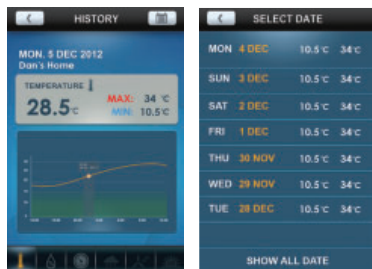 HISTORY
MON. 5 DEC 2012
Dan's Home
TEMPERATURE
28.5°C
MAX: 34 °C
MIN: 10.5°C
SELECT DATE
MON 4 DEC 10.5°C 34°C
SUN 3 DEC 10.5°C 34°C
SAT 2 DEC 10.5°C 34°C
FRI 1 DEC 10.5°C 34°C
THU 30 NOV 10.5°C 34°C
WED 29 NOV 10.5°C 34°C
TUE 28 DEC 10.5°C 34°C
SHOW ALL DATE